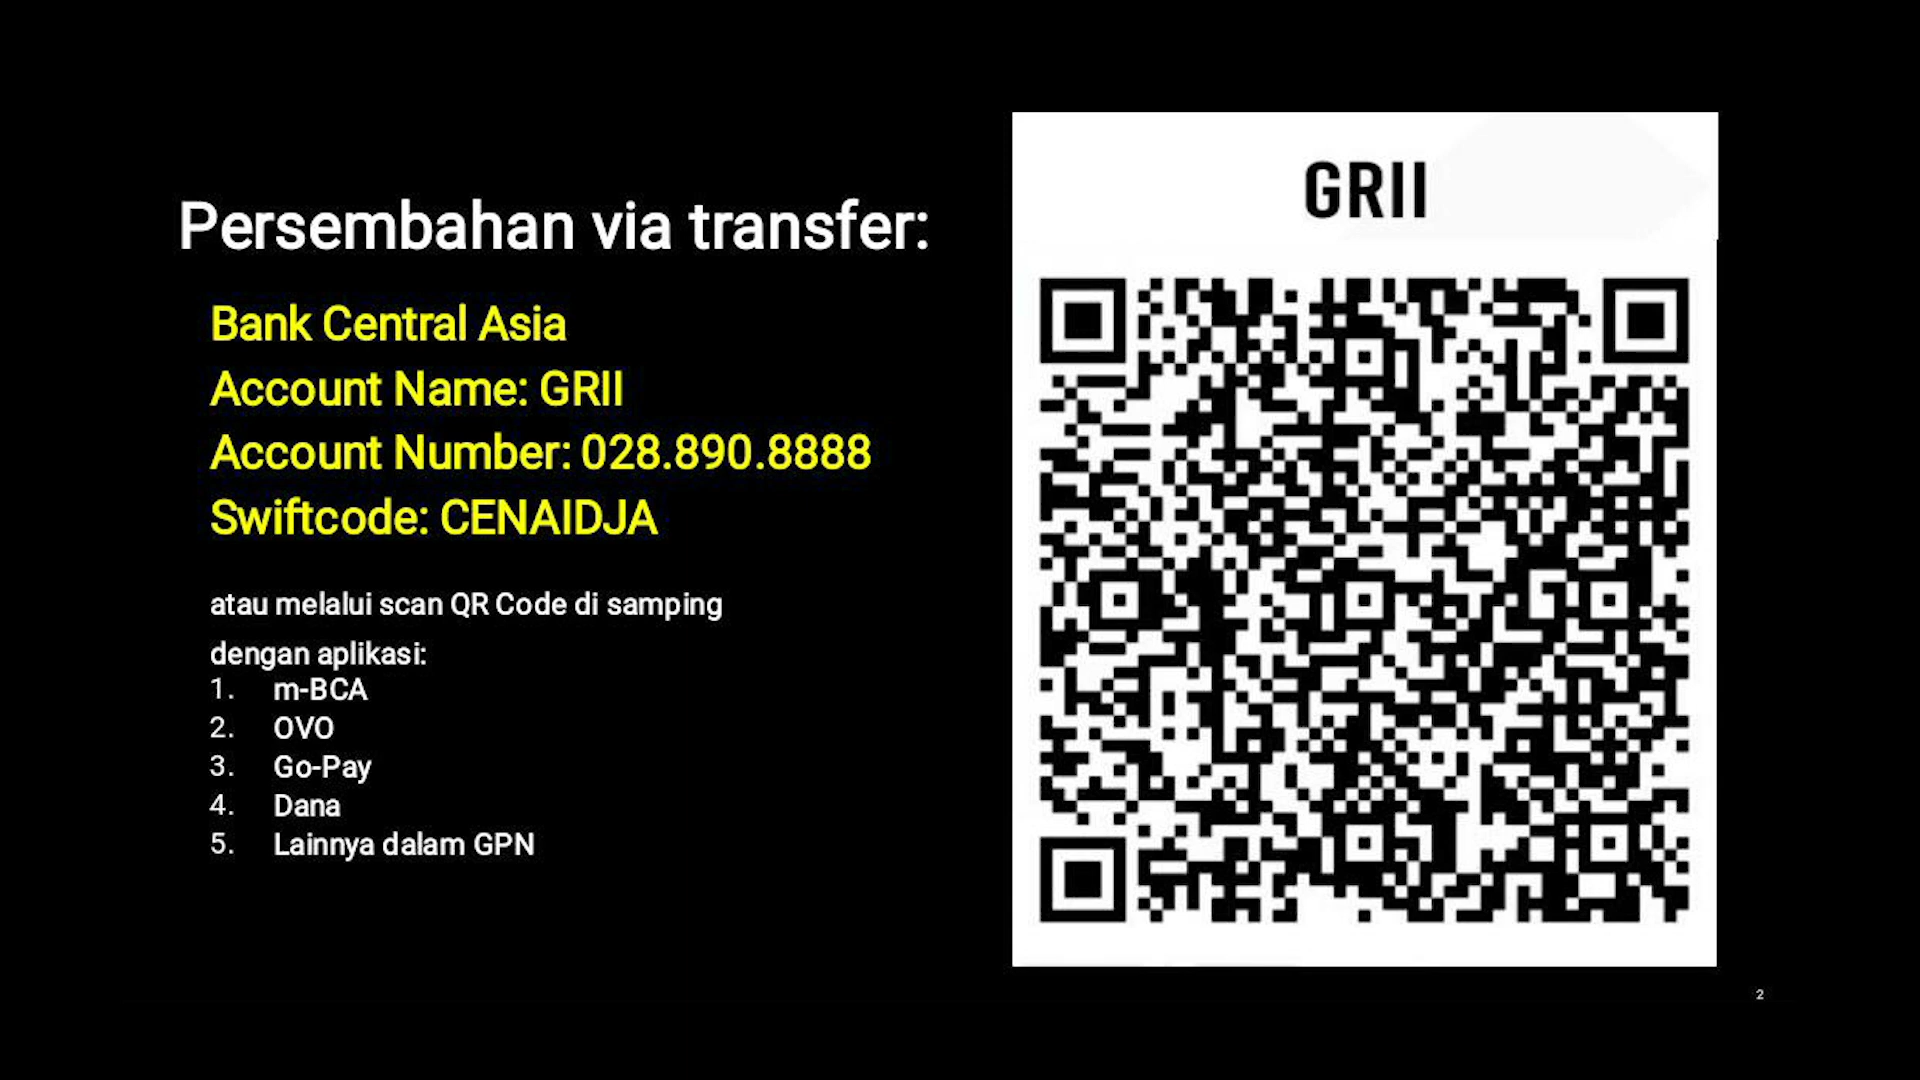 Persembahan via transfer:
Bank Central Asia
Account Name: GRII
Account Number: 028.890.8888
Swiftcode: CENAIDJA
atau melalui scan QR Code di samping
dengan aplikasi:
1. m-BCA
2. OVO
3. Go-Pay
4. Dana
5. Lainnya dalam GPN
GRII
2